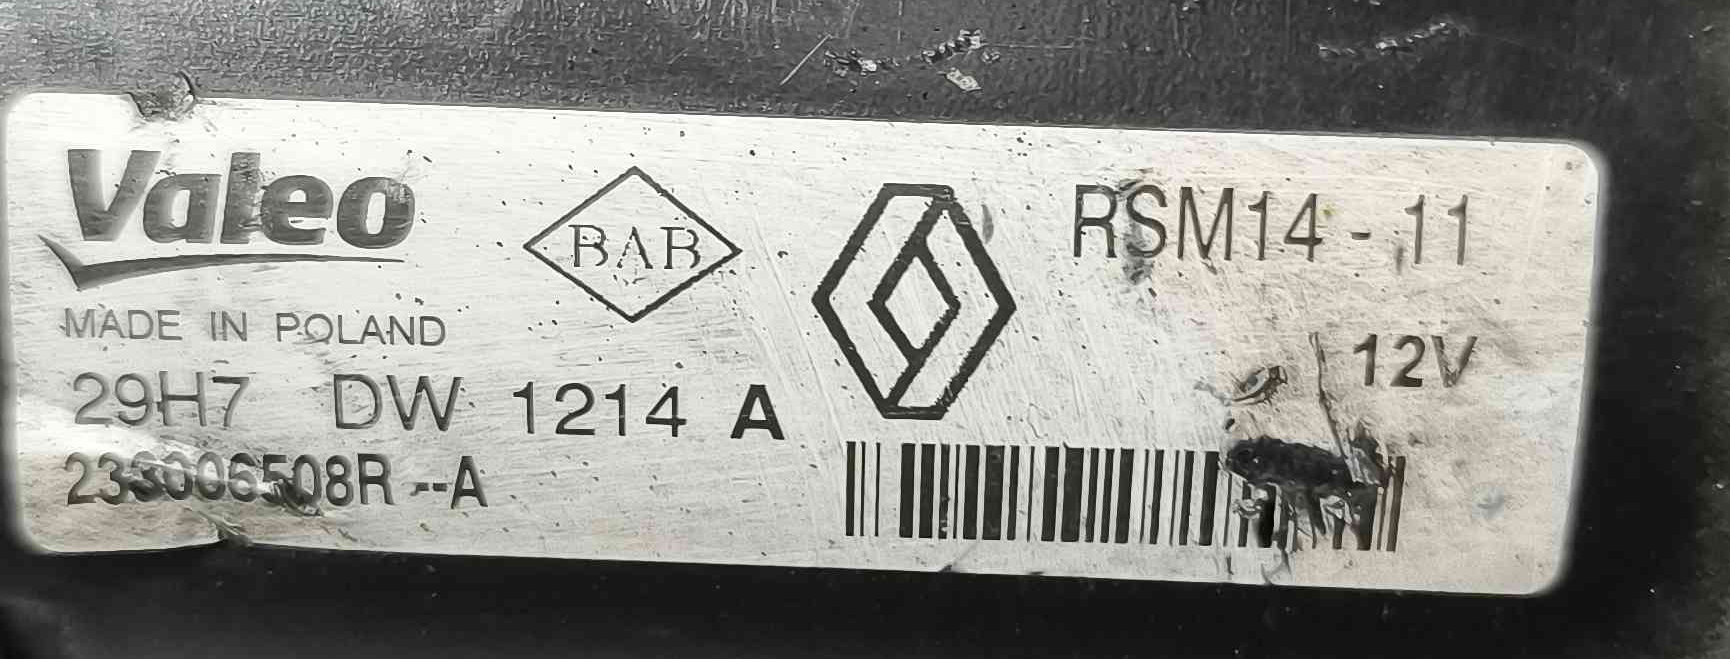 Valeo
BAB
RSM14-11
MADE IN POLAND
12V
29H7 DW 1214 A
233006508R --A